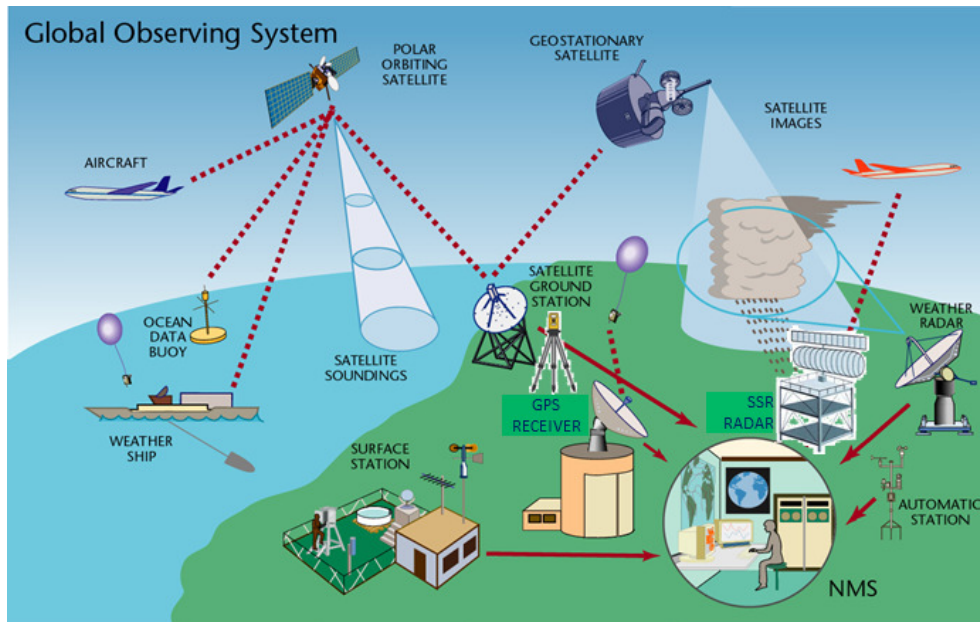 Global Observing System
POLAR
ORBITING
SATELLITE
GEOSTATIONARY
SATELLITE
SATELLITE
IMAGES
AIRCRAFT
SATELLITE
GROUND
STATION
OCEAN
DATA
BUOY
SATELLITE
SOUNDINGS
WEATHER
RADAR
GPS
RECEIVER
SSR
RADAR
WEATHER
SHIP
SURFACE
STATION
AUTOMATIC
STATION
NMS